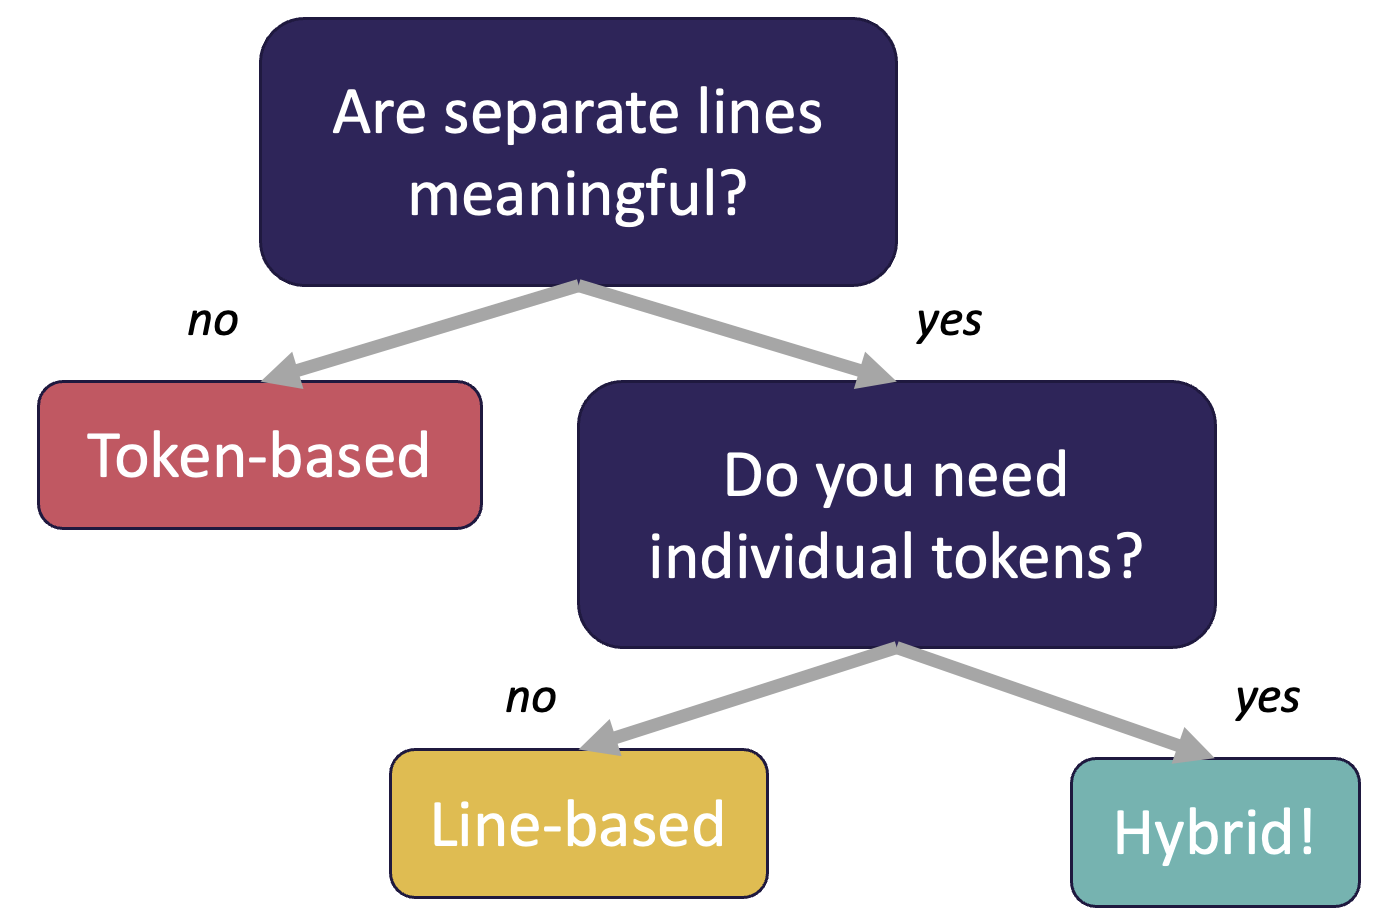 Are separate lines
meaningful?
no
yes
Token-based
Do you need
individual tokens?
no
yes
Line-based
Hybrid!